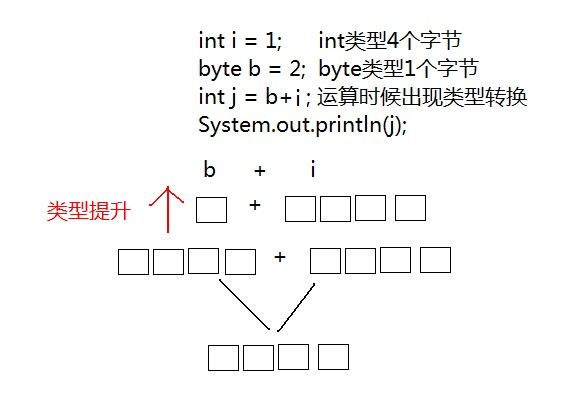 int i = 1; int类型4个字节
byte b = 2; byte类型1个字节
int j = b+i; 运算时候出现类型转换
System.out.println(j);
b + i
类型提升 +
+